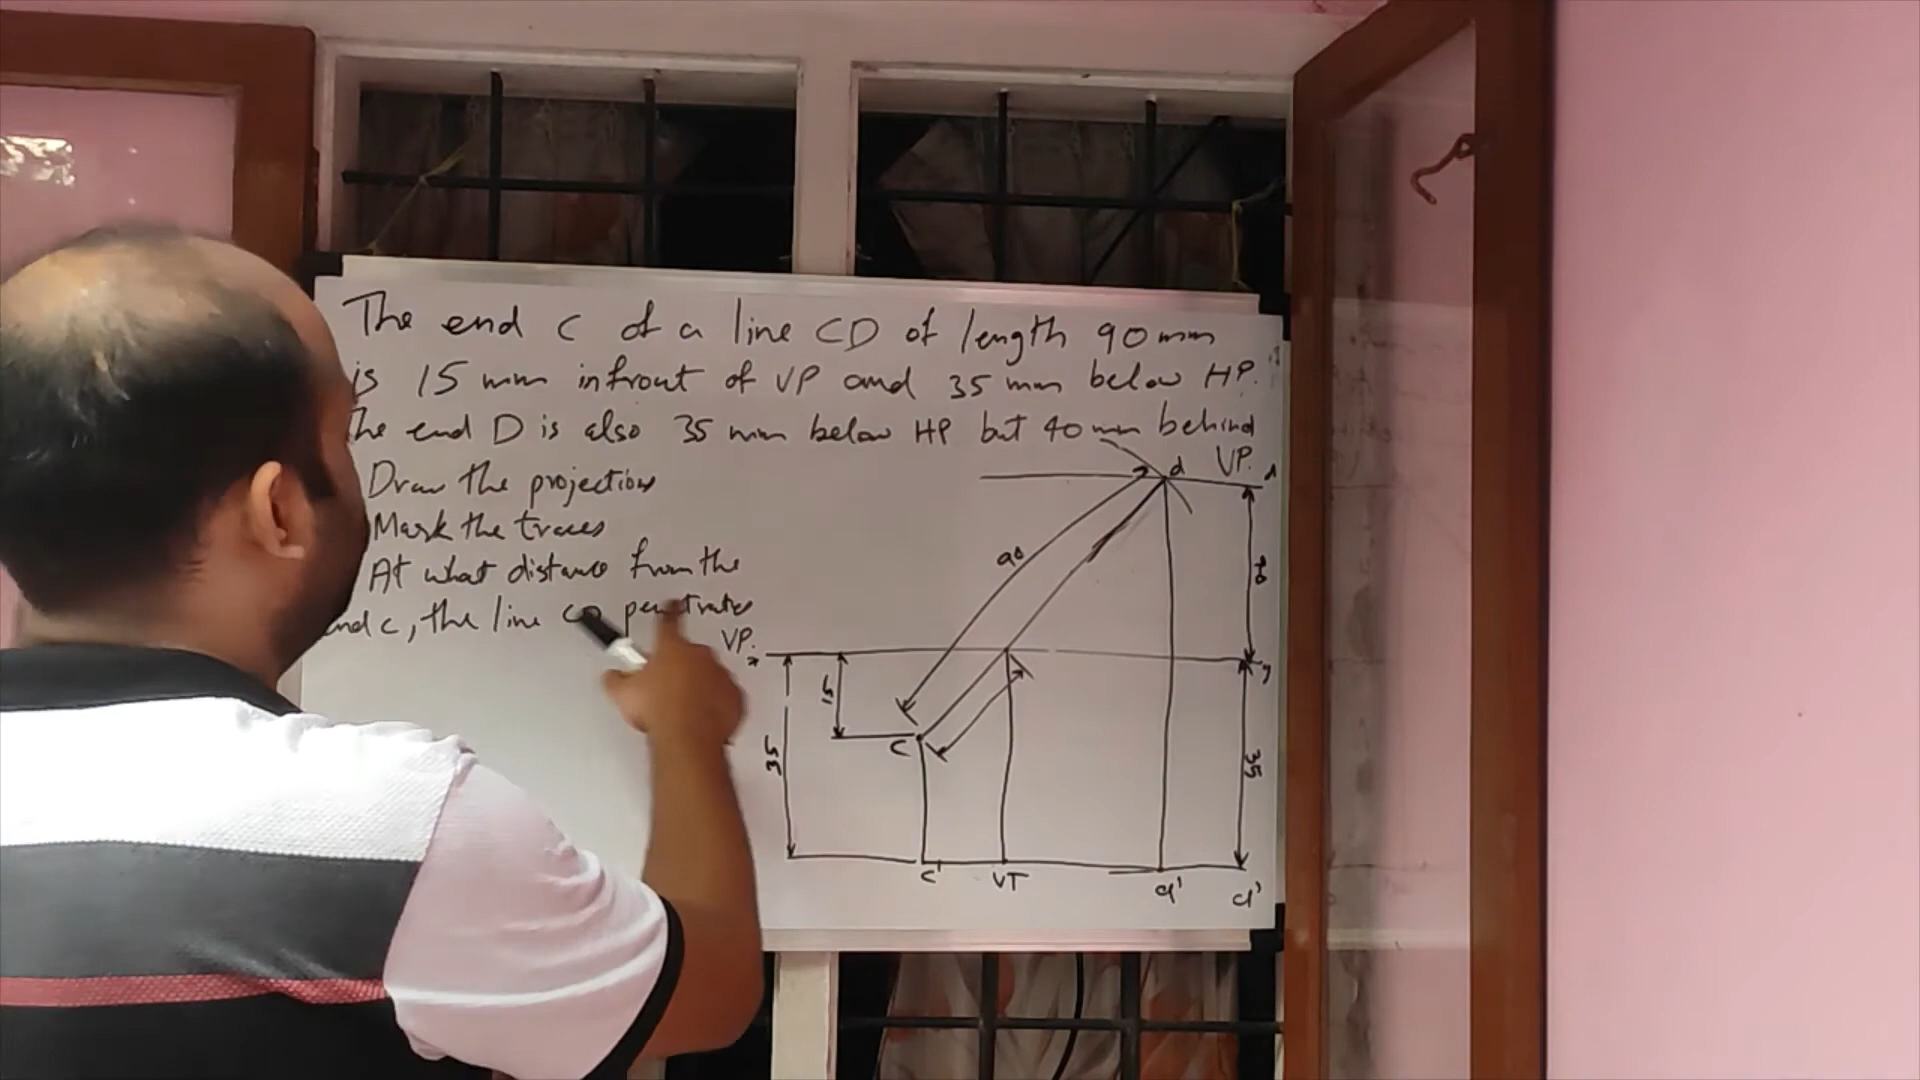 The end C of a line CD of length 90mm
is 15 mm infront of VP and 35 mm below HP.
The end D is also 35 mm below HP but 40 mm behind
VP.
Draw the projections
Mark the traces
At what distance from the
end c, the line CD penetrates
VP.
d
d
90
40
x
y
15
35
35
C
c'
VT
d'
d'